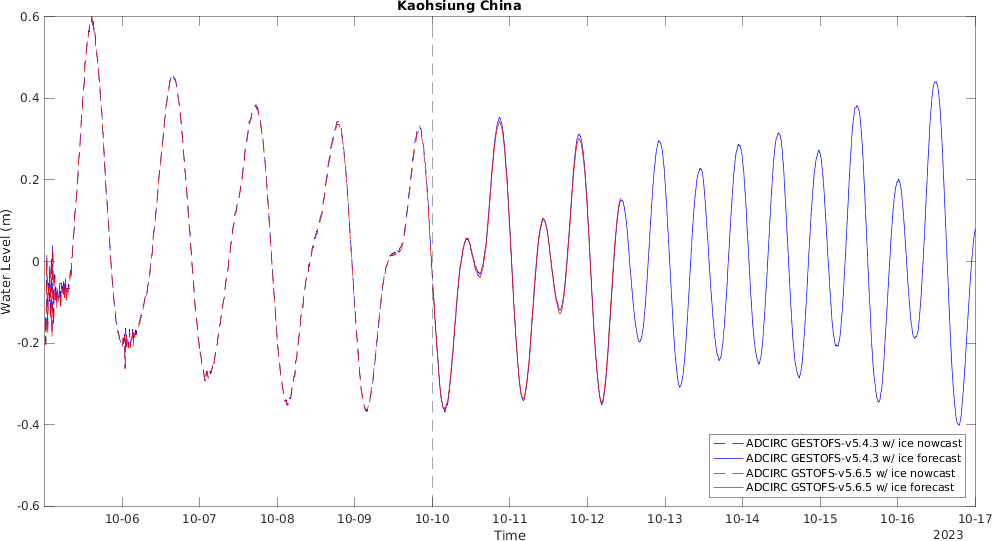 Kaohsiung China
0.6
0.4
0.2
0
-0.2
-0.4
-0.6
Water Level (m)
10-06 10-07 10-08 10-09 10-10 10-11 10-12 10-13 10-14 10-15 10-16 10-17
Time
2023
ADCIRC GESTOFS-v5.4.3 w/ ice nowcast
ADCIRC GESTOFS-v5.4.3 w/ ice forecast
ADCIRC GSTOFS-v5.6.5 w/ ice nowcast
ADCIRC GSTOFS-v5.6.5 w/ ice forecast